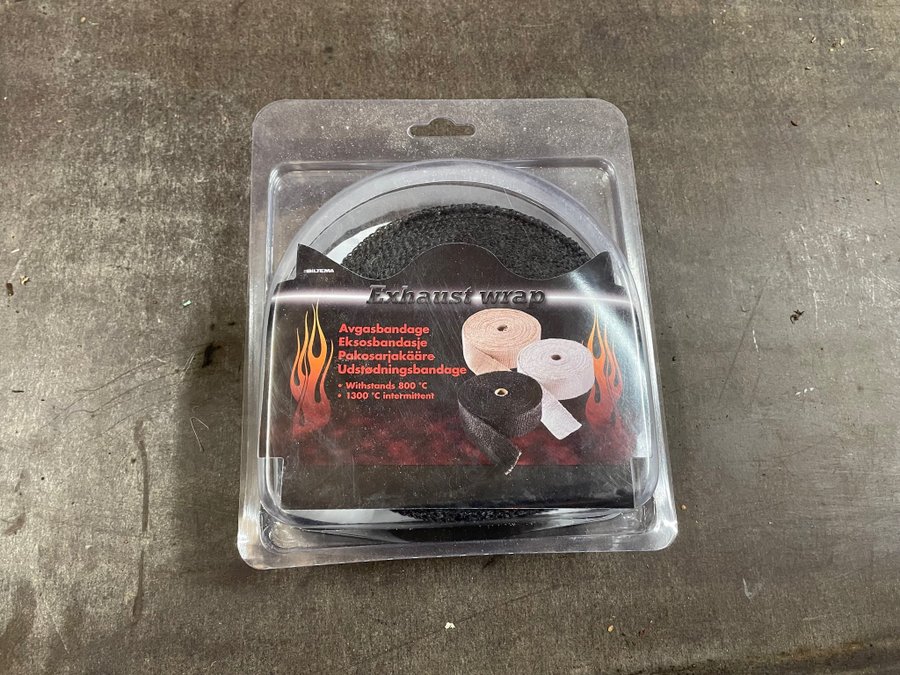 BILTEMA
Exhaust wrap
Avgasbandage
Eksosbandasje
Pakosarjakääre
Udstødningsbandage
• Withstands 800 °C
• 1300 °C intermittent